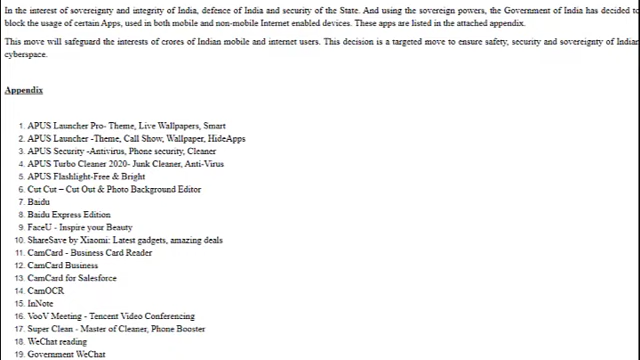 In the interest of sovereignty and integrity of India, defence of India and security of the State. And using the sovereign powers, the Government of India has decided to
block the usage of certain Apps, used in both mobile and non-mobile Internet enabled devices. These apps are listed in the attached appendix.
This move will safeguard the interests of crores of Indian mobile and internet users. This decision is a targeted move to ensure safety, security and sovereignty of Indian
cyberspace.
Appendix
1. APUS Launcher Pro- Theme, Live Wallpapers, Smart
2. APUS Launcher -Theme, Call Show, Wallpaper, HideApps
3. APUS Security -Antivirus, Phone security, Cleaner
4. APUS Turbo Cleaner 2020- Junk Cleaner, Anti-Virus
5. APUS Flashlight-Free & Bright
6. Cut Cut – Cut Out & Photo Background Editor
7. Baidu
8. Baidu Express Edition
9. FaceU - Inspire your Beauty
10. ShareSave by Xiaomi: Latest gadgets, amazing deals
11. CamCard - Business Card Reader
12. CamCard Business
13. CamCard for Salesforce
14. CamOCR
15. InNote
16. VooV Meeting - Tencent Video Conferencing
17. Super Clean - Master of Cleaner, Phone Booster
18. WeChat reading
19. Government WeChat